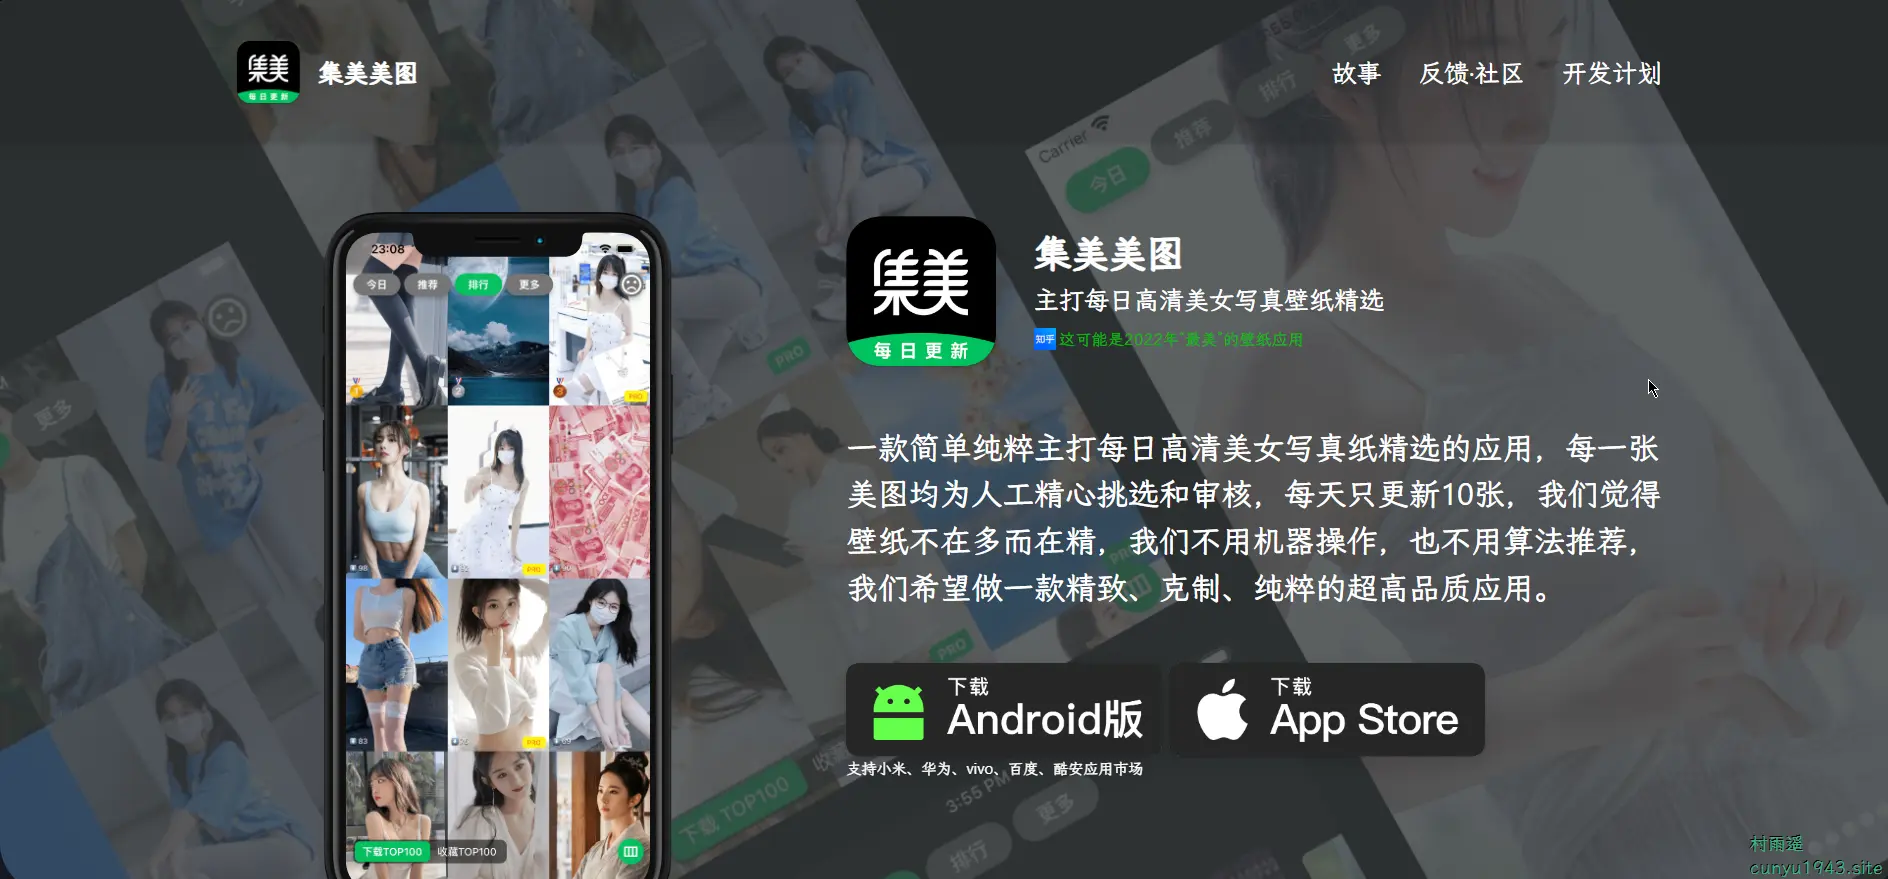 集美
每日更新
集美美图
故事
反馈·社区
开发计划
更多
排行
推荐
Carrier
今日
23:08
今日
推荐
排行
更多
集美
每日更新
集美美图
主打每日高清美女写真壁纸精选
知乎 这可能是2022年"最美"的壁纸应用
PRO
PRO
更多
一款简单纯粹主打每日高清美女写真纸精选的应用，每一张
美图均为人工精心挑选和审核，每天只更新10张，我们觉得
壁纸不在多而在精，我们不用机器操作，也不用算法推荐，
我们希望做一款精致、克制、纯粹的超高品质应用。
PRO
PRO
PRO
PRO
下载
Android版
下载
App Store
支持小米、华为、vivo、百度、酷安应用市场
下载TOP100
收藏TOP100
下载 TOP100
收藏
3:55 PM
更多
排行
村雨遥
cunyu1943.site